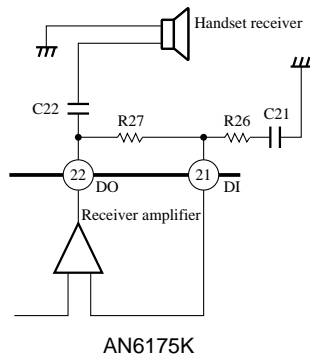 Handset receiver
C22
R27
R26
C21
22
DO
21
DI
Receiver amplifier
AN6175K